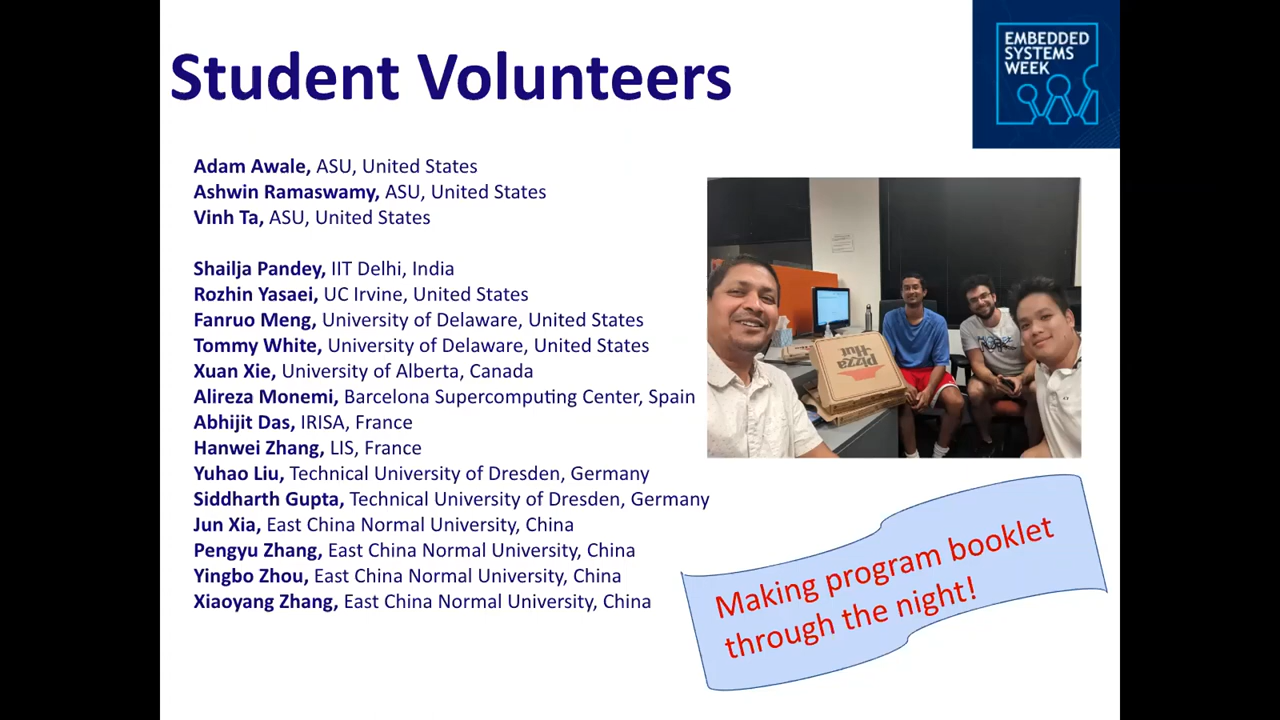 Student Volunteers
EMBEDDED
SYSTEMS
WEEK
Adam Awale, ASU, United States
Ashwin Ramaswamy, ASU, United States
Vinh Ta, ASU, United States
Shailja Pandey, IIT Delhi, India
Rozhin Yasaei, UC Irvine, United States
Fanruo Meng, University of Delaware, United States
Tommy White, University of Delaware, United States
Xuan Xie, University of Alberta, Canada
Alireza Monemi, Barcelona Supercomputing Center, Spain
Abhijit Das, IRISA, France
Hanwei Zhang, LIS, France
Yuhao Liu, Technical University of Dresden, Germany
Siddharth Gupta, Technical University of Dresden, Germany
Jun Xia, East China Normal University, China
Pengyu Zhang, East China Normal University, China
Yingbo Zhou, East China Normal University, China
Xiaoyang Zhang, East China Normal University, China
Pizza
Hut
Making program booklet
through the night!